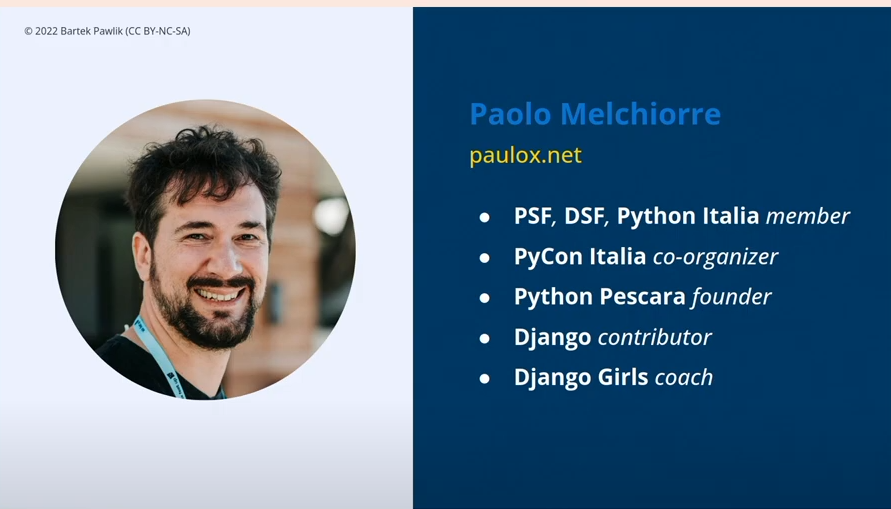 © 2022 Bartek Pawlik (CC BY-NC-SA)
Paolo Melchiorre
paulox.net
● PSF, DSF, Python Italia member
● PyCon Italia co-organizer
● Python Pescara founder
● Django contributor
● Django Girls coach